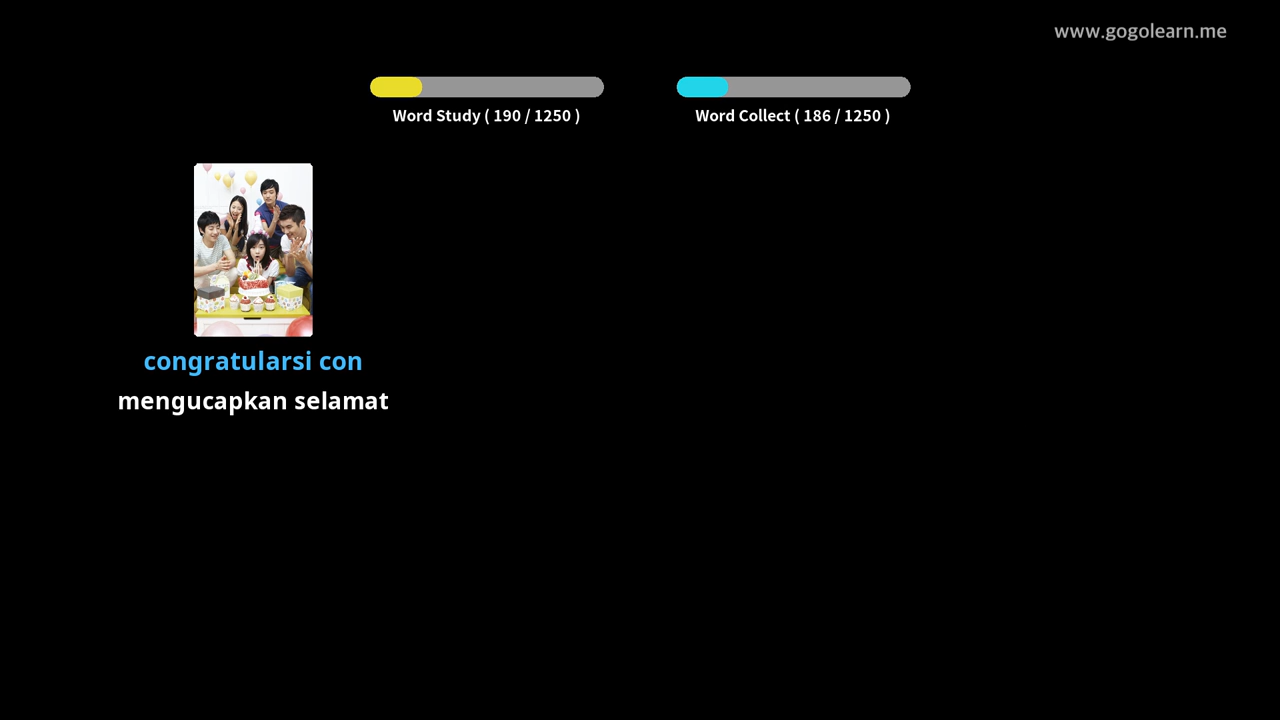 www.gogolearn.me
Word Study ( 190 / 1250 )
Word Collect ( 186 / 1250 )
congratularsi con
mengucapkan selamat